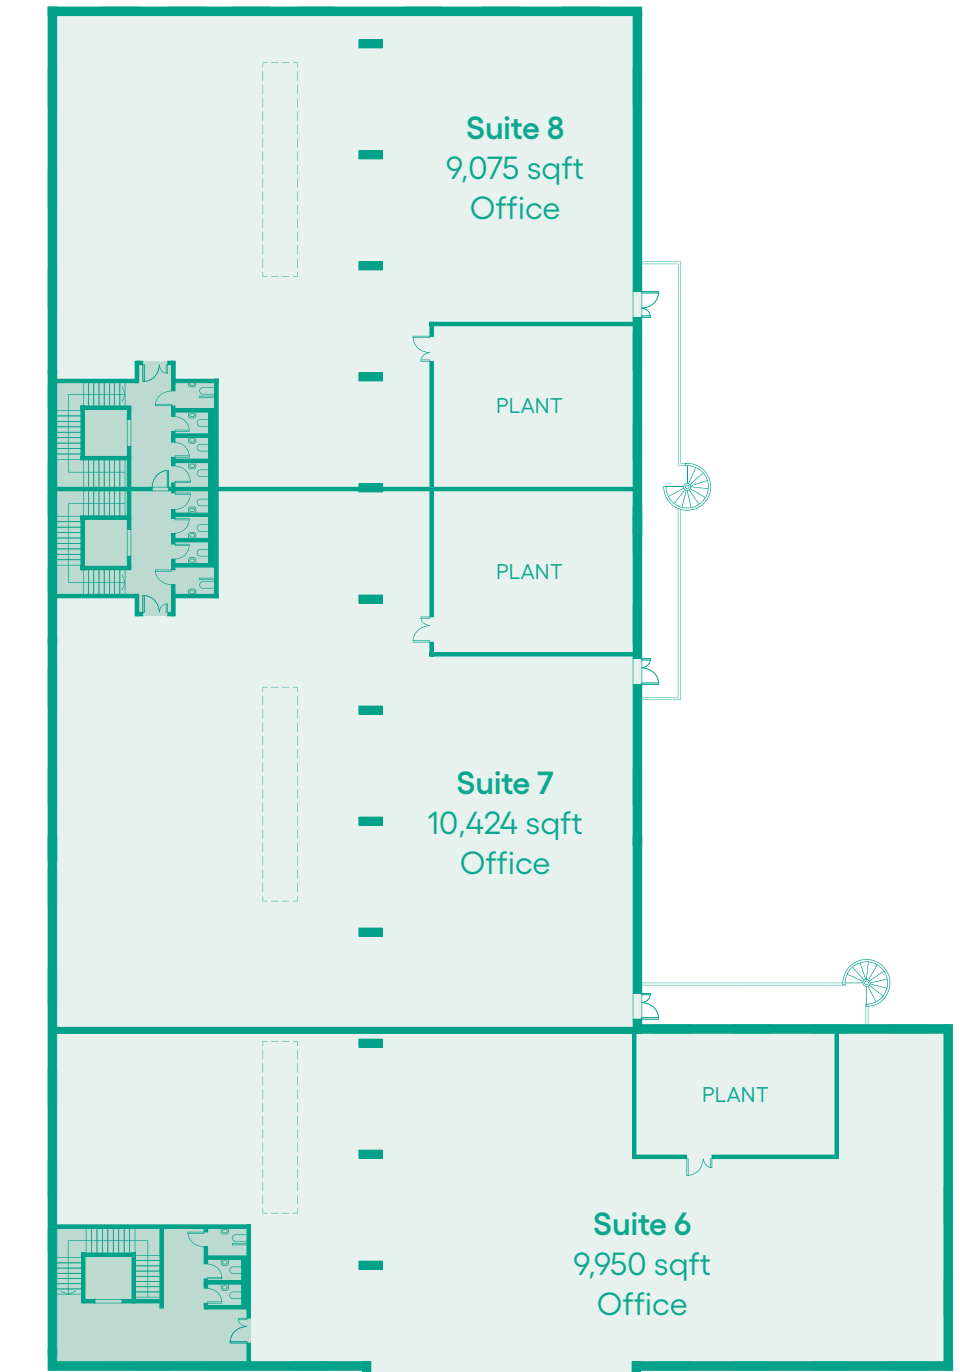 Suite 8
9,075 sqft
Office
PLANT
PLANT
Suite 7
10,424 sqft
Office
PLANT
Suite 6
9,950 sqft
Office